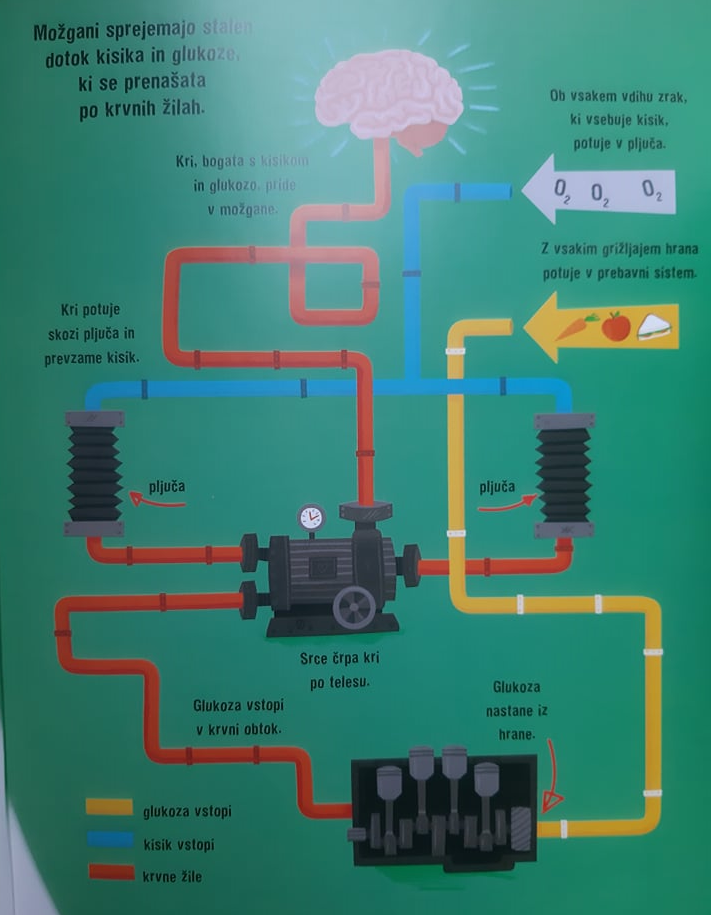 Možgani sprejemajo stalen
dotok kisika in glukoze,
ki se prenašata
po krvnih žilah.
Ob vsakem vdihu zrak,
ki vsebuje kisik,
potuje v pljuča.
Kri, bogata s kisikom
in glukozo, pride
v možgane.
O2 O2 O2
Z vsakim grižljajem hrana
potuje v prebavni sistem.
Kri potuje
skozi pljuča in
prevzame kisik.
pljuča
pljuča
Srce črpa kri
po telesu.
Glukoza vstopi
v krvni obtok.
Glukoza
nastane iz
hrane.
glukoza vstopi
kisik vstopi
krvne žile